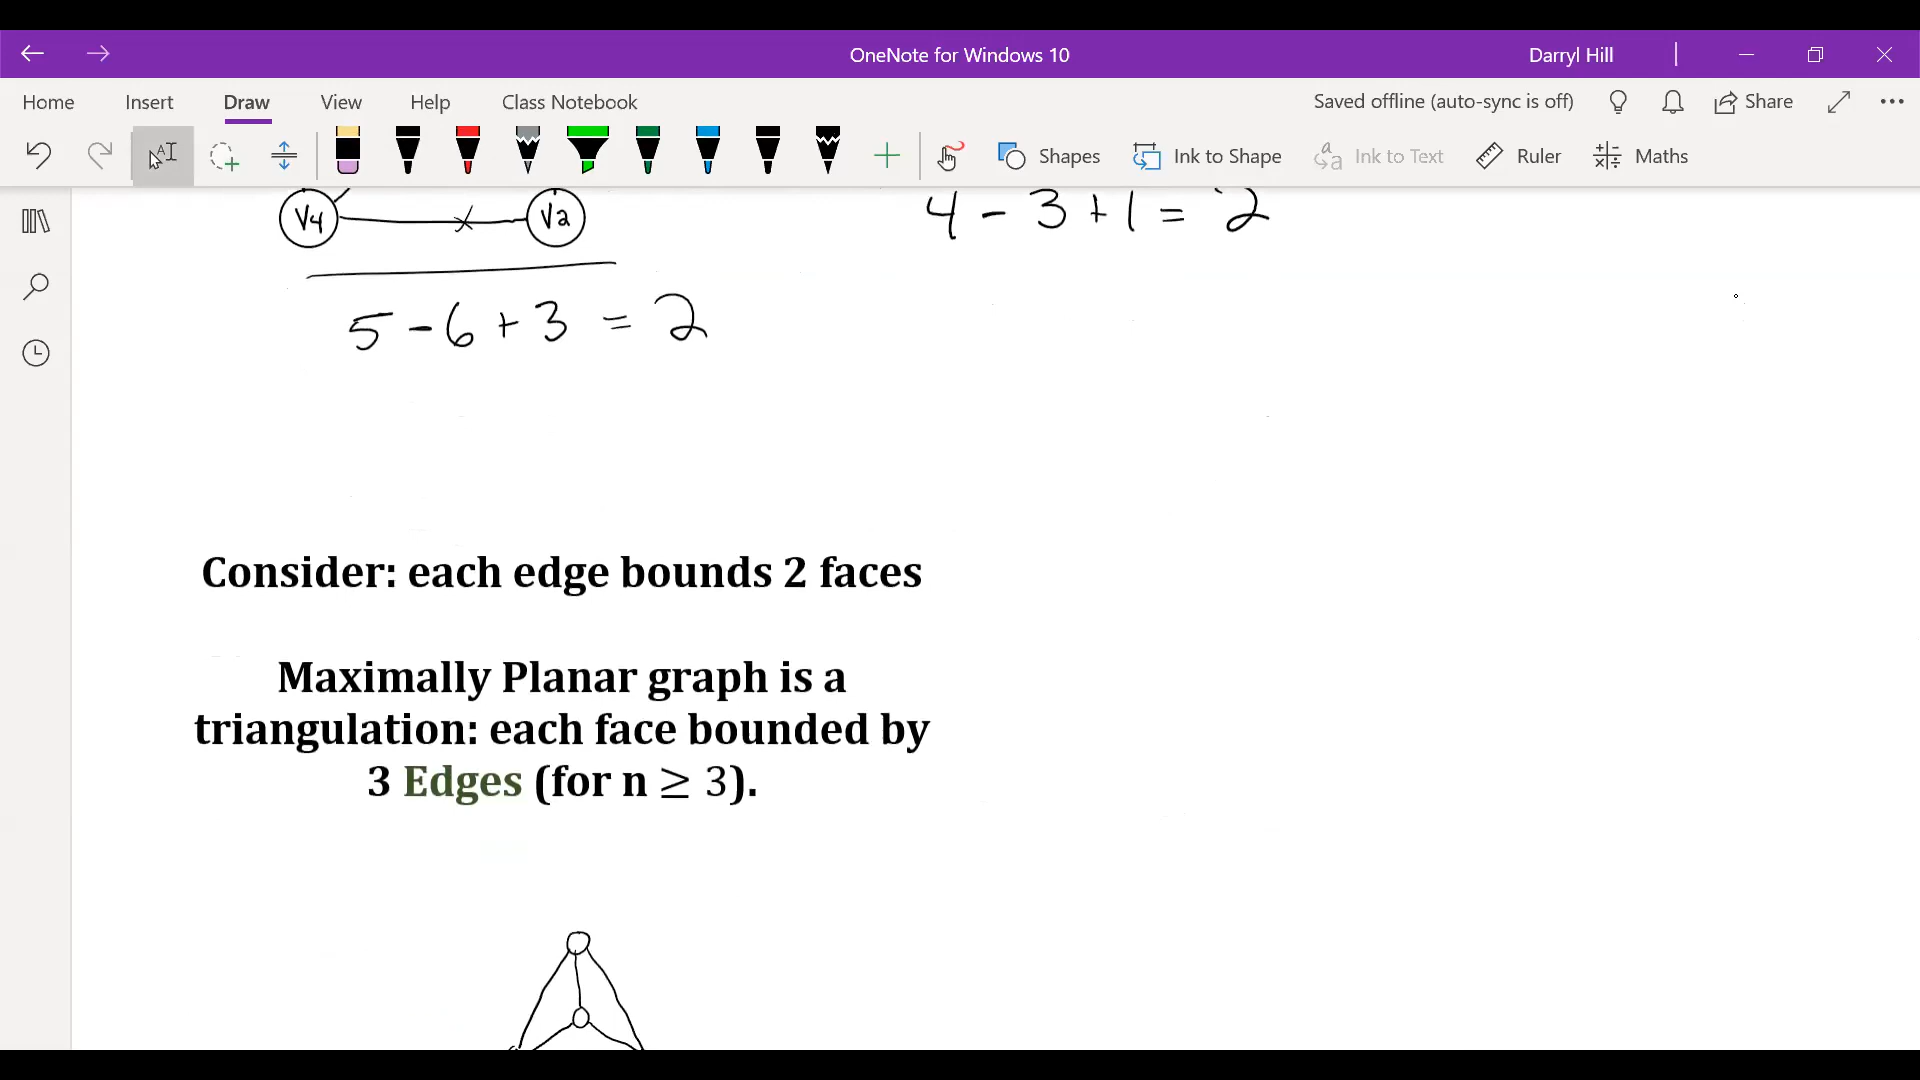 OneNote for Windows 10
Darryl Hill
Home Insert Draw View Help Class Notebook
Saved offline (auto-sync is off)
Share
Shapes Ink to Shape Ink to Text Ruler Maths
V4 V2
4 - 3 + 1 = 2
5 - 6 + 3 = 2
Consider: each edge bounds 2 faces
Maximally Planar graph is a
triangulation: each face bounded by
3 Edges (for n ≥ 3).